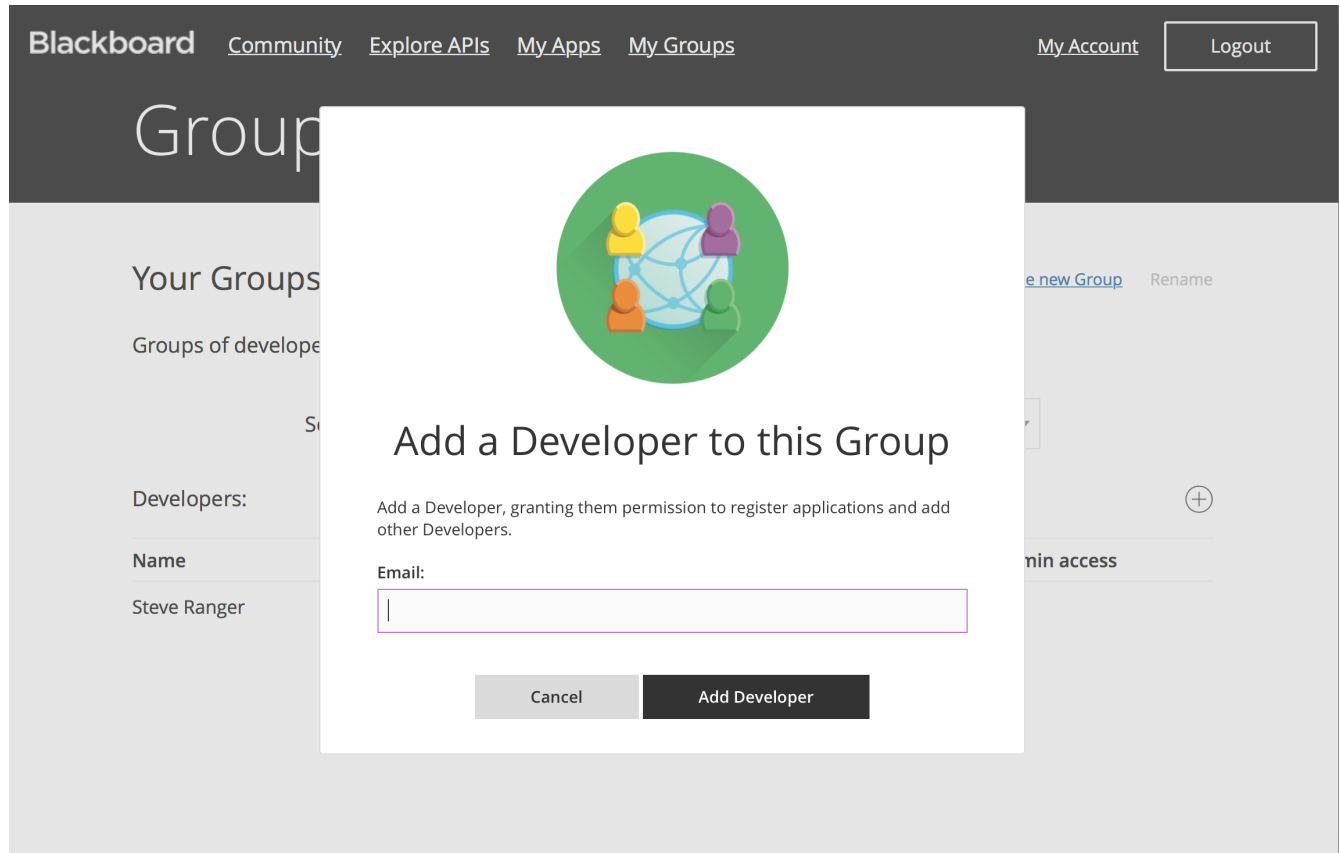 Blackboard Community Explore APIs My Apps My Groups My Account Logout
Group
Your Groups
e new Group Rename
Groups of develope
Add a Developer to this Group
Developers:
Add a Developer, granting them permission to register applications and add
other Developers.
Name
min access
Email:
Steve Ranger
Cancel Add Developer